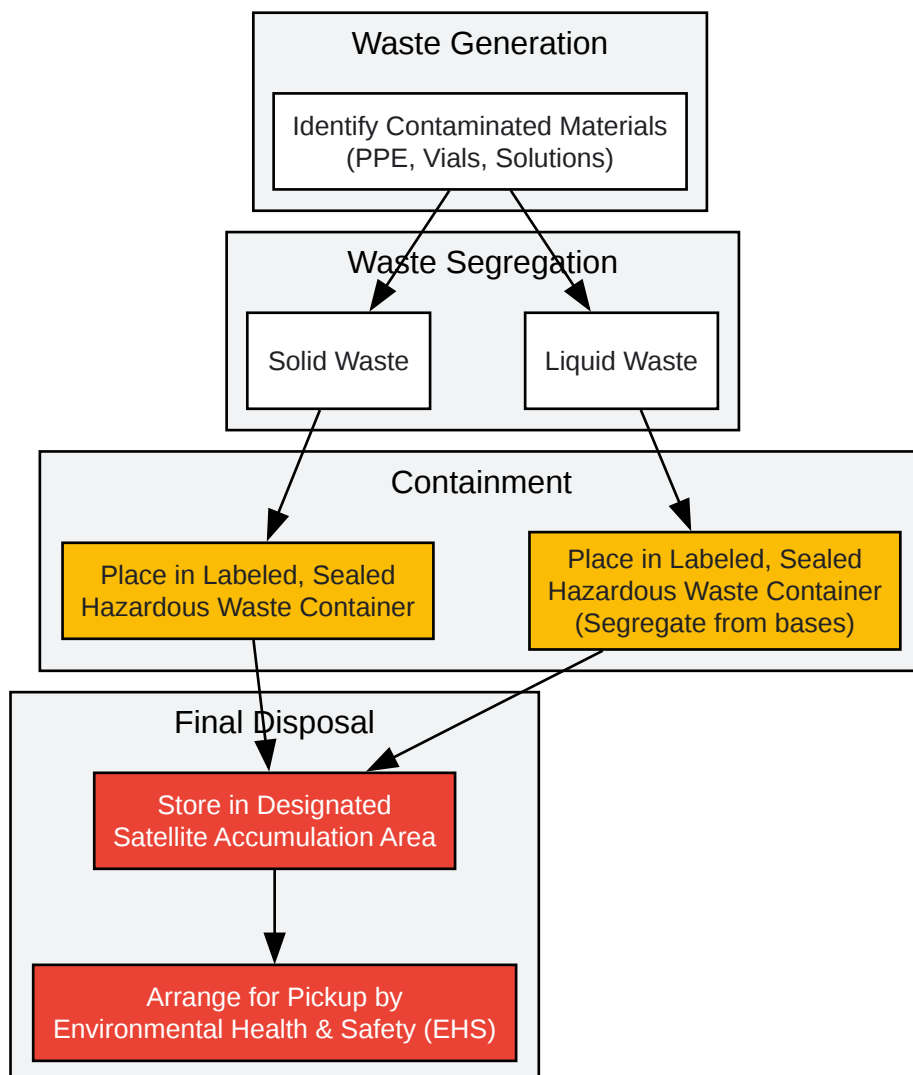 Waste Generation
Identify Contaminated Materials
(PPE, Vials, Solutions)
Waste Segregation
Solid Waste
Liquid Waste
Containment
Place in Labeled, Sealed
Hazardous Waste Container
Place in Labeled, Sealed
Hazardous Waste Container
(Segregate from bases)
Final Disposal
Store in Designated
Satellite Accumulation Area
Arrange for Pickup by
Environmental Health & Safety (EHS)